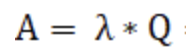 A = λ * Q